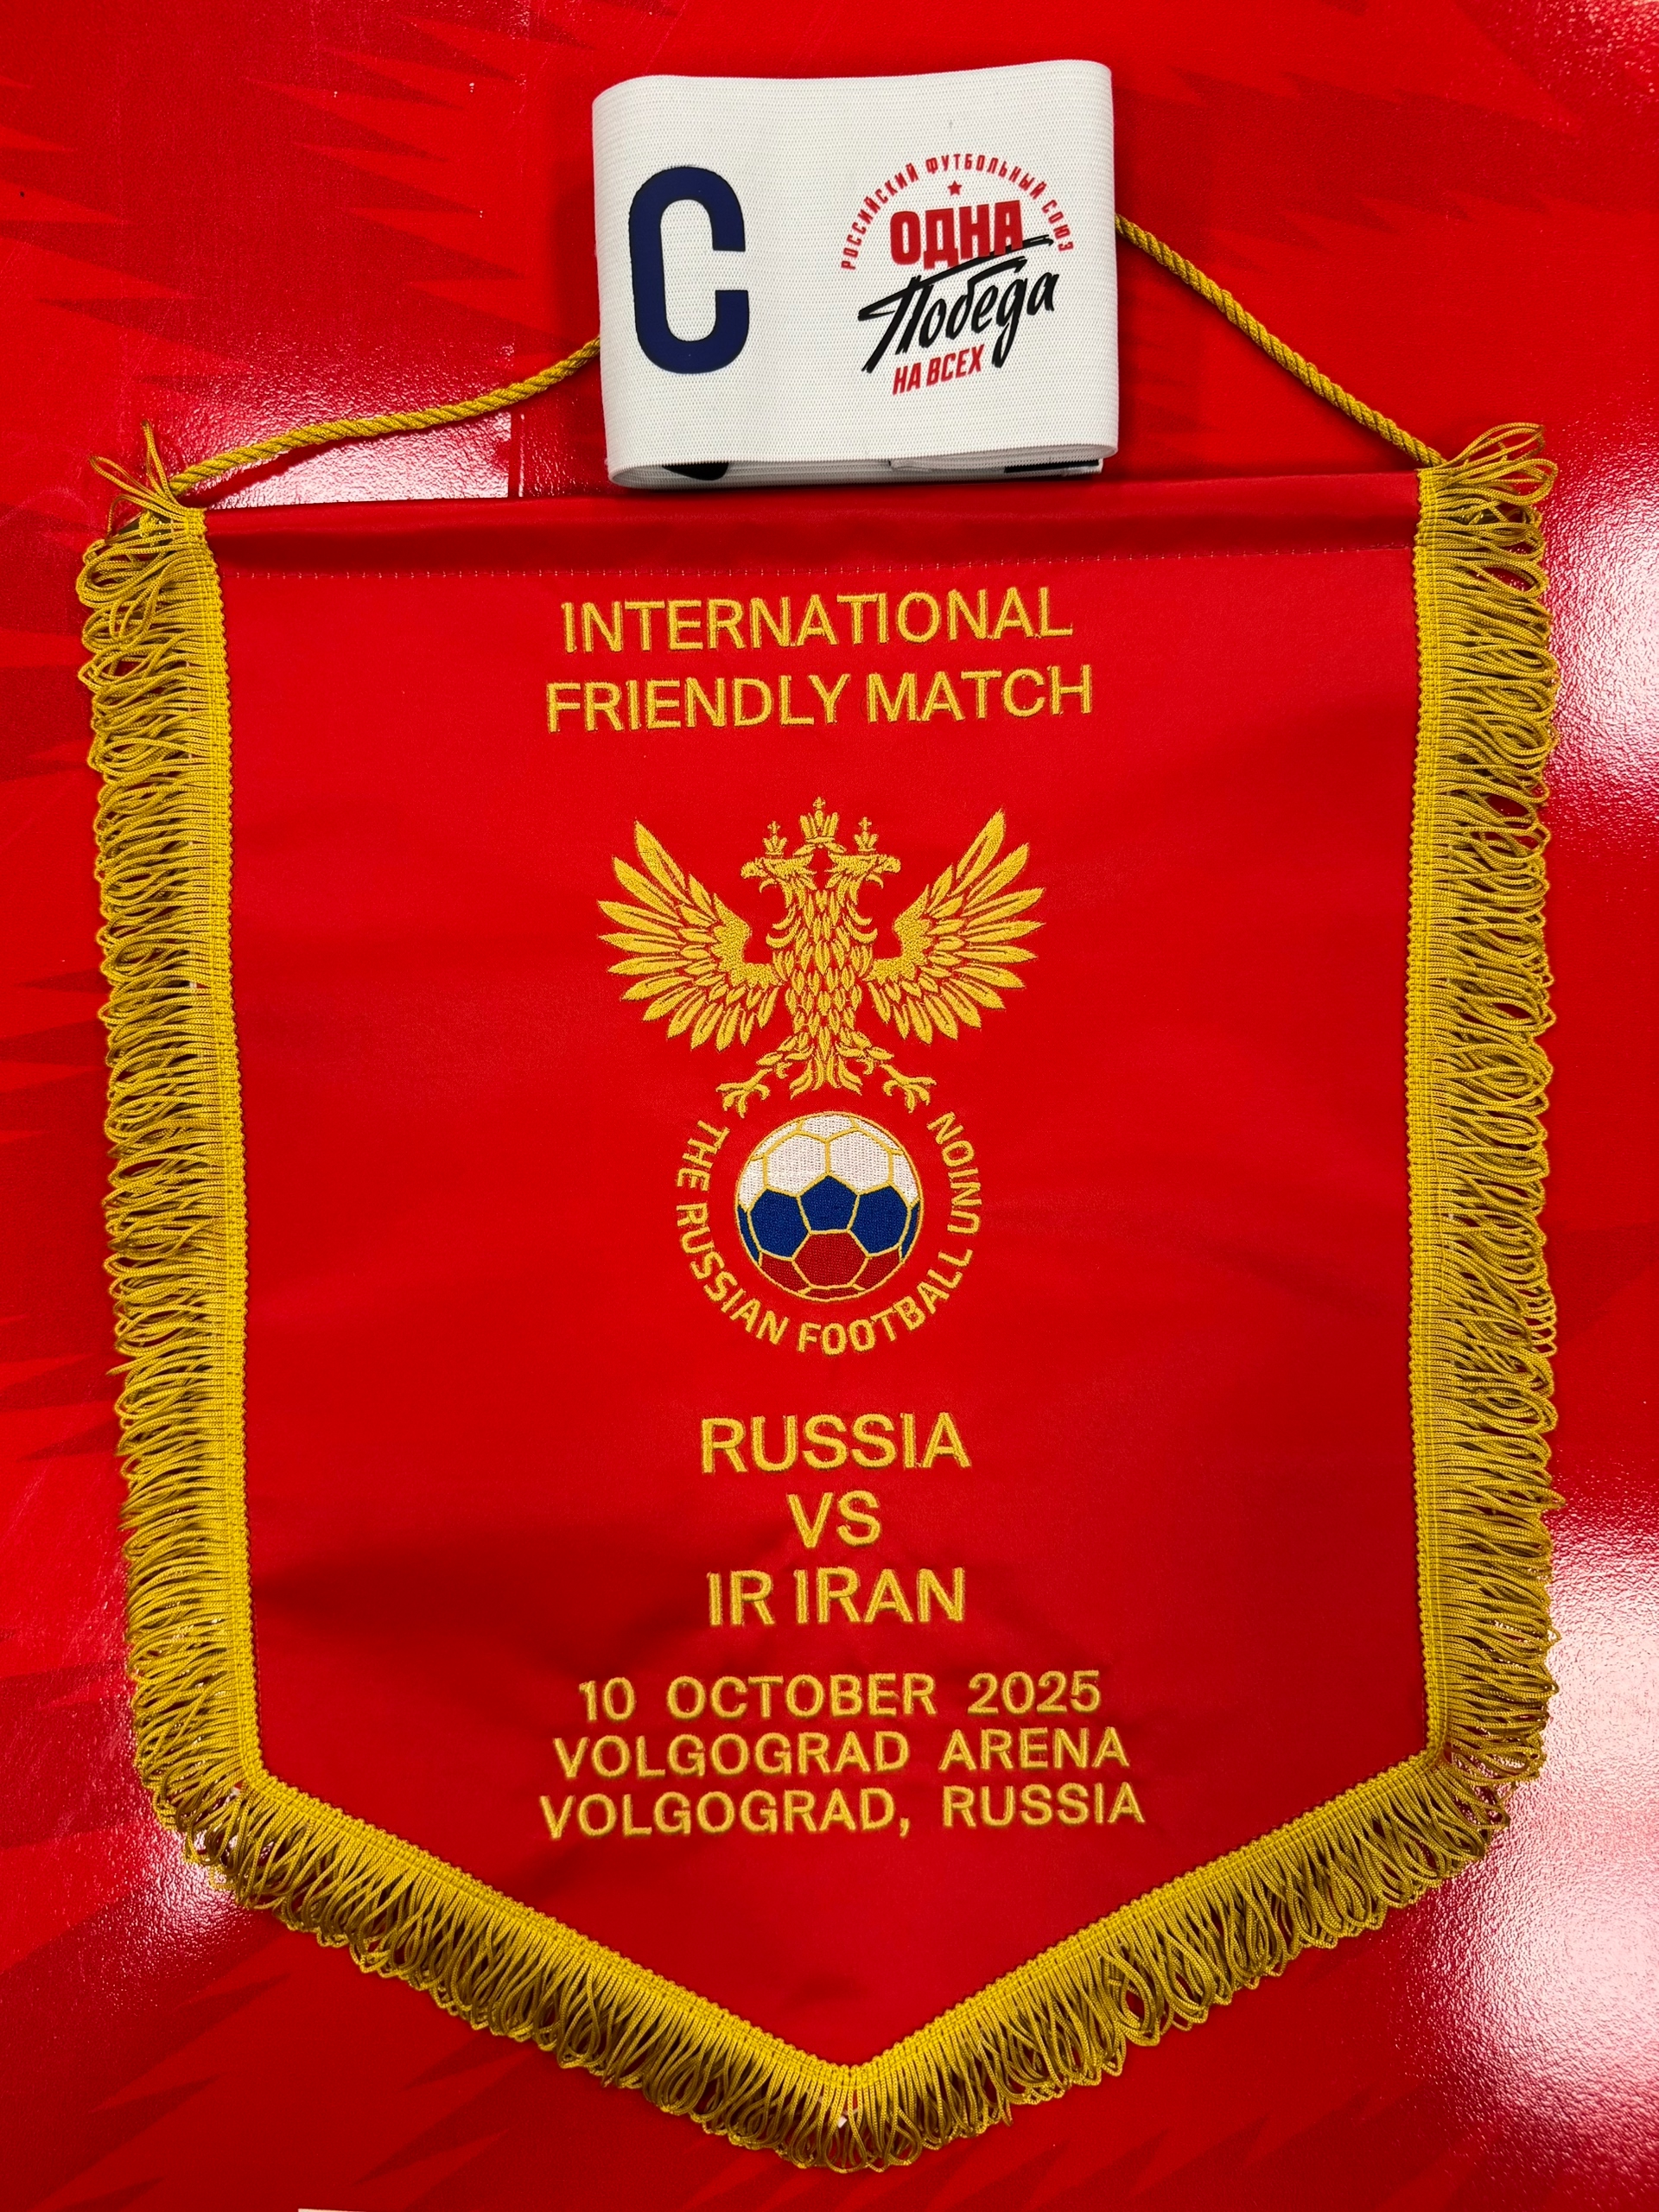 C
РОССИЙСКИЙ ФУТБОЛЬНЫЙ СОЮЗ
ОДНА
Победа
НА ВСЕХ
INTERNATIONAL
FRIENDLY MATCH
THE RUSSIAN FOOTBALL UNION
RUSSIA
VS
IR IRAN
10 OCTOBER 2025
VOLGOGRAD ARENA
VOLGOGRAD, RUSSIA